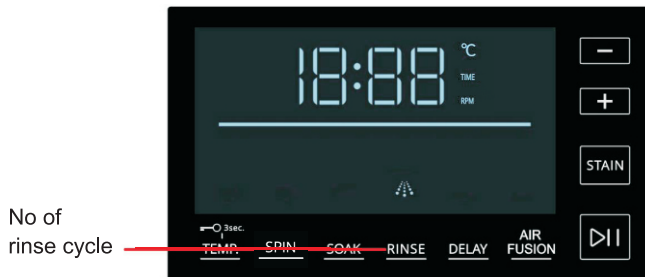 18:88
℃
TIME
RPM
STAIN
3sec.
TEMP.
SPIN
SOAK
RINSE
DELAY
AIR
FUSION
No of
rinse cycle